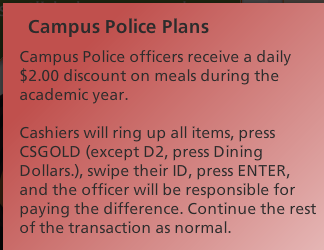 Campus Police Plans
Campus Police officers receive a daily
$2.00 discount on meals during the
academic year.
Cashiers will ring up all items, press
CSGOLD (except D2, press Dining
Dollars.), swipe their ID, press ENTER,
and the officer will be responsible for
paying the difference. Continue the rest
of the transaction as normal.